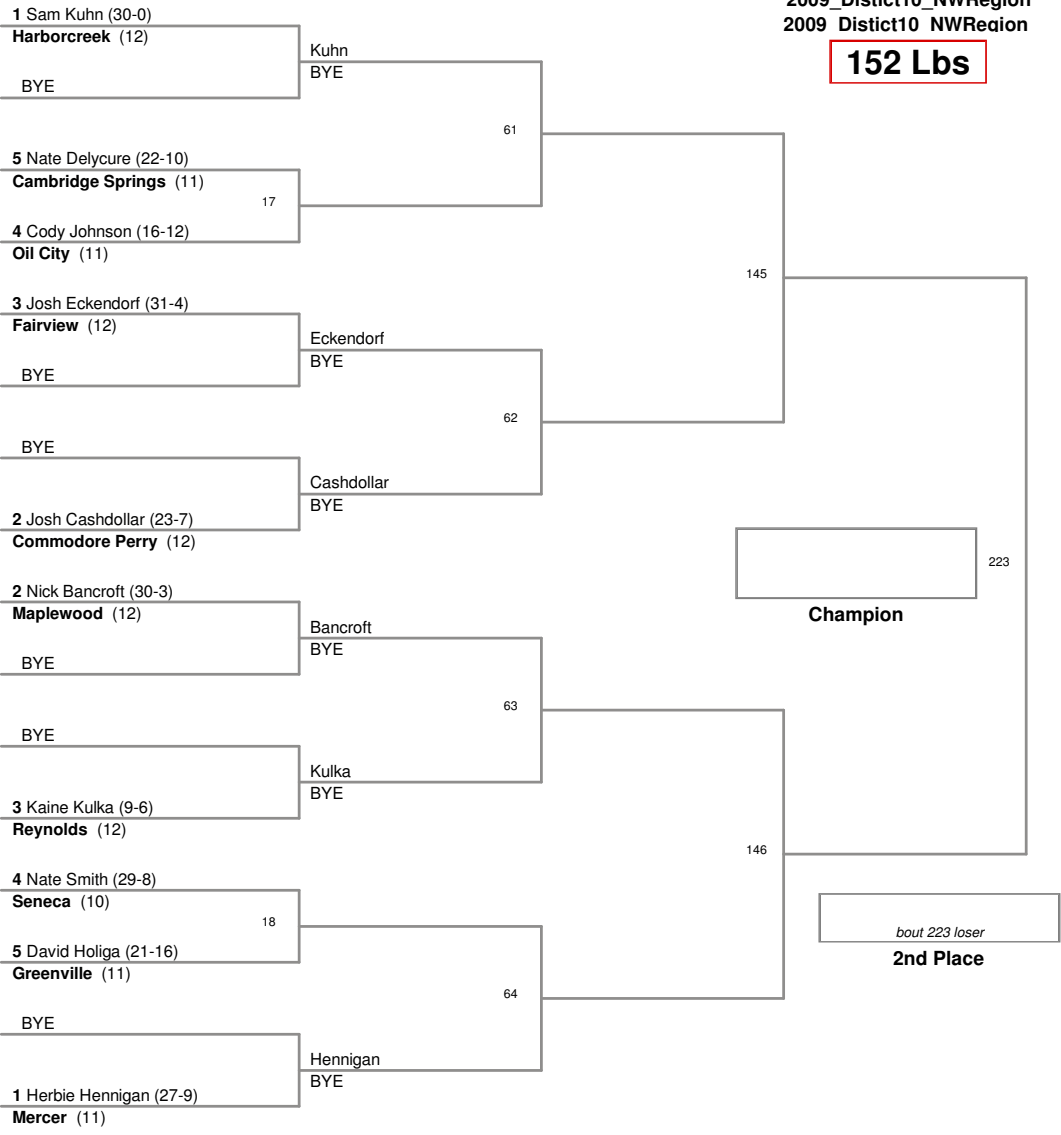 2009_Distict10_NWRegion
2009_Distict10_NWRegion
152 Lbs
1 Sam Kuhn (30-0)
Harborcreek (12)
BYE
Kuhn
BYE
61
5 Nate Delycure (22-10)
Cambridge Springs (11)
17
4 Cody Johnson (16-12)
Oil City (11)
145
3 Josh Eckendorf (31-4)
Fairview (12)
BYE
Eckendorf
BYE
62
BYE
Cashdollar
BYE
2 Josh Cashdollar (23-7)
Commodore Perry (12)
223
Champion
2 Nick Bancroft (30-3)
Maplewood (12)
BYE
Bancroft
BYE
63
BYE
Kulka
BYE
3 Kaine Kulka (9-6)
Reynolds (12)
146
4 Nate Smith (29-8)
Seneca (10)
18
5 David Holiga (21-16)
Greenville (11)
bout 223 loser
2nd Place
64
BYE
Hennigan
BYE
1 Herbie Hennigan (27-9)
Mercer (11)